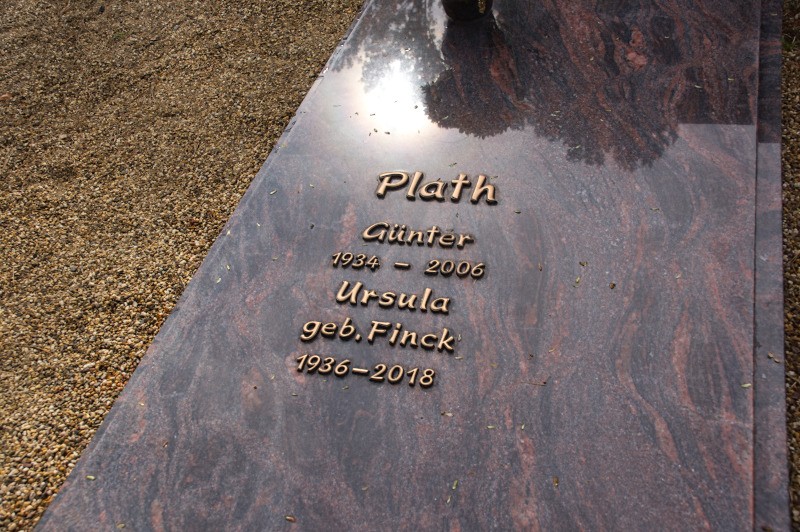 Plath
Günter
1934 – 2006
Ursula
geb. Finck
1936–2018